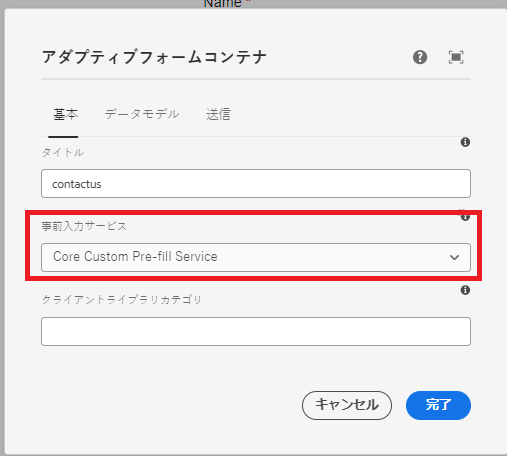 Name *
アダプティブフォームコンテナ
基本 データモデル 送信
タイトル
contactus
事前入力サービス
Core Custom Pre-fill Service
クライアントライブラリカテゴリ
キャンセル 完了